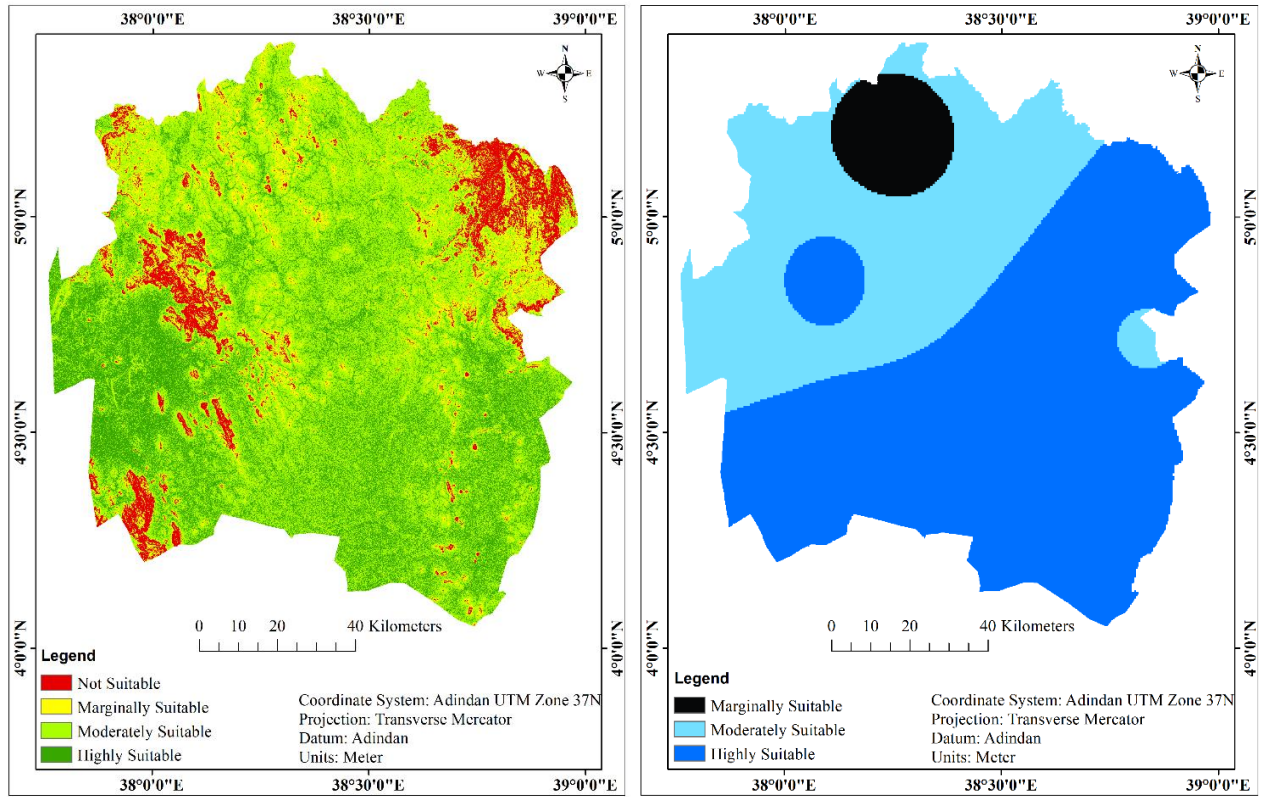 38°0'0"E 38°30'0"E 39°0'0"E
N
W E
S
5°0'0"N
4°30'0"N
4°0'0"N
5°0'0"N
4°30'0"N
4°0'0"N
0 10 20 40 Kilometers
Legend
Not Suitable
Marginally Suitable
Moderately Suitable
Highly Suitable
Coordinate System: Adindan UTM Zone 37N
Projection: Transverse Mercator
Datum: Adindan
Units: Meter
38°0'0"E 38°30'0"E 39°0'0"E
38°0'0"E 38°30'0"E 39°0'0"E
N
W E
S
5°0'0"N
4°30'0"N
4°0'0"N
5°0'0"N
4°30'0"N
4°0'0"N
0 10 20 40 Kilometers
Legend
Marginally Suitable
Moderately Suitable
Highly Suitable
Coordinate System: Adindan UTM Zone 37N
Projection: Transverse Mercator
Datum: Adindan
Units: Meter
38°0'0"E 38°30'0"E 39°0'0"E